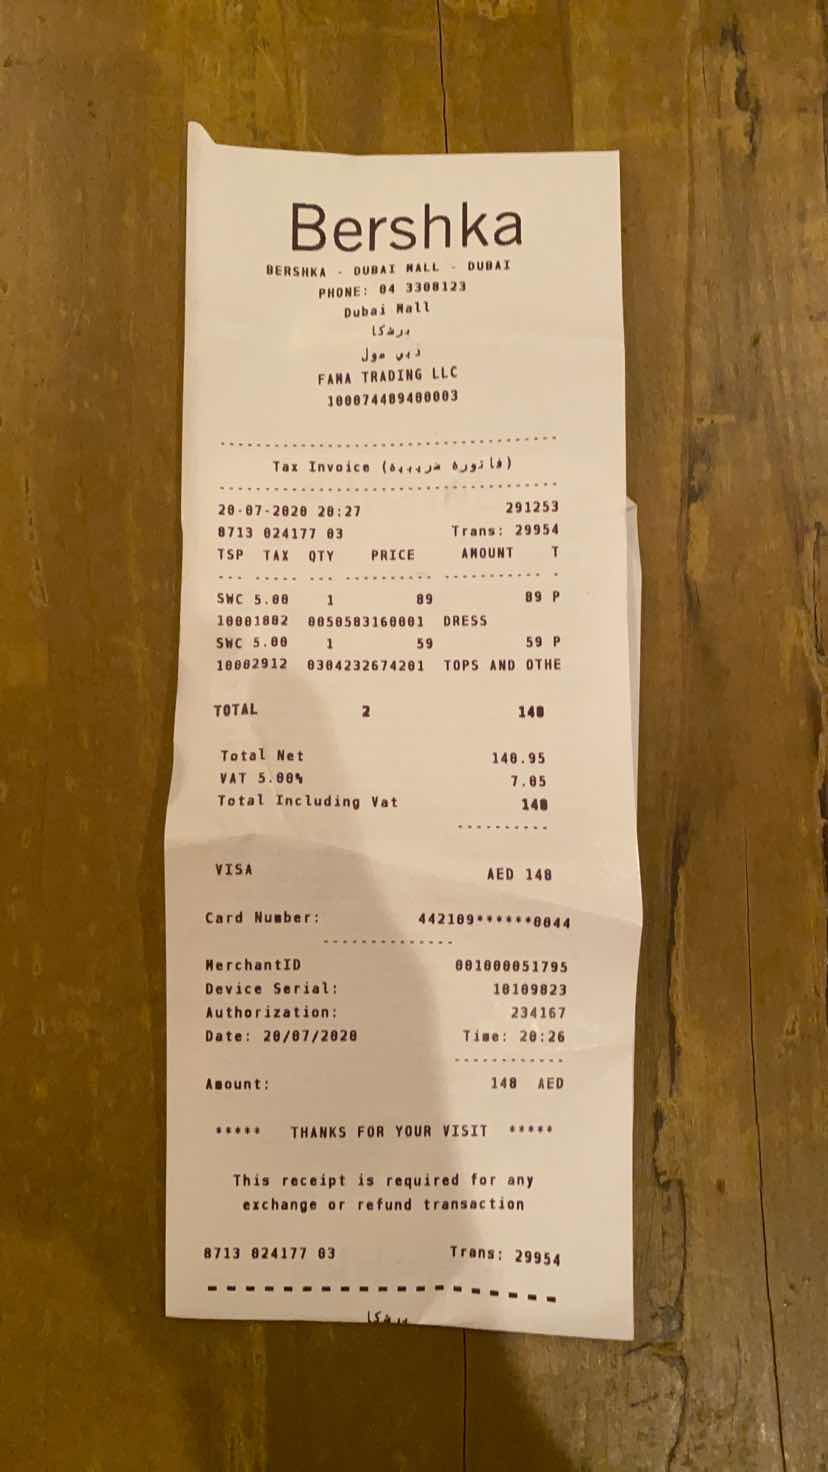 Bershka
BERSHKA - DUBAI MALL - DUBAI
PHONE: 04 3308123
Dubai Mall
برشكا
دبي مول
FAMA TRADING LLC
100074409400003
Tax Invoice (فاتورة ضريبية)
20-07-2020 20:27 291253
8713 024177 03 Trans: 29954
TSP TAX QTY PRICE AMOUNT T
SWC 5.00 1 89 89 P
10001802 0050583160001 DRESS
SWC 5.00 1 59 59 P
10002912 0304232674201 TOPS AND OTHE
TOTAL 2 148
Total Net 140.95
VAT 5.00% 7.05
Total Including Vat 148
VISA AED 148
Card Number: 442109******0044
MerchantID 001000051795
Device Serial: 10109823
Authorization: 234167
Date: 20/07/2020 Time: 20:26
Amount: 148 AED
***** THANKS FOR YOUR VISIT *****
This receipt is required for any
exchange or refund transaction
8713 024177 03 Trans: 29954
برشكا